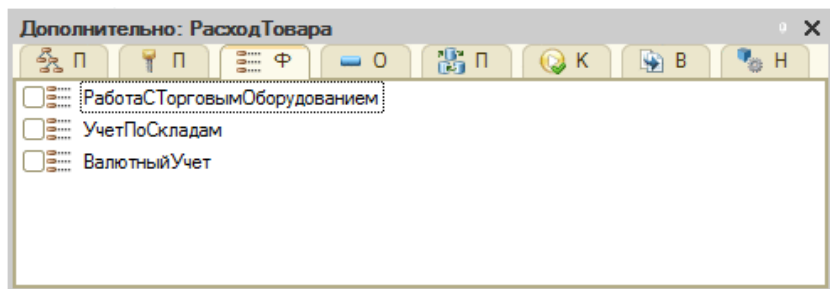 Дополнительно: РасходТовара
П П Ф О П К В Н
РаботаСТорговымОборудованием
УчетПоСкладам
ВалютныйУчет